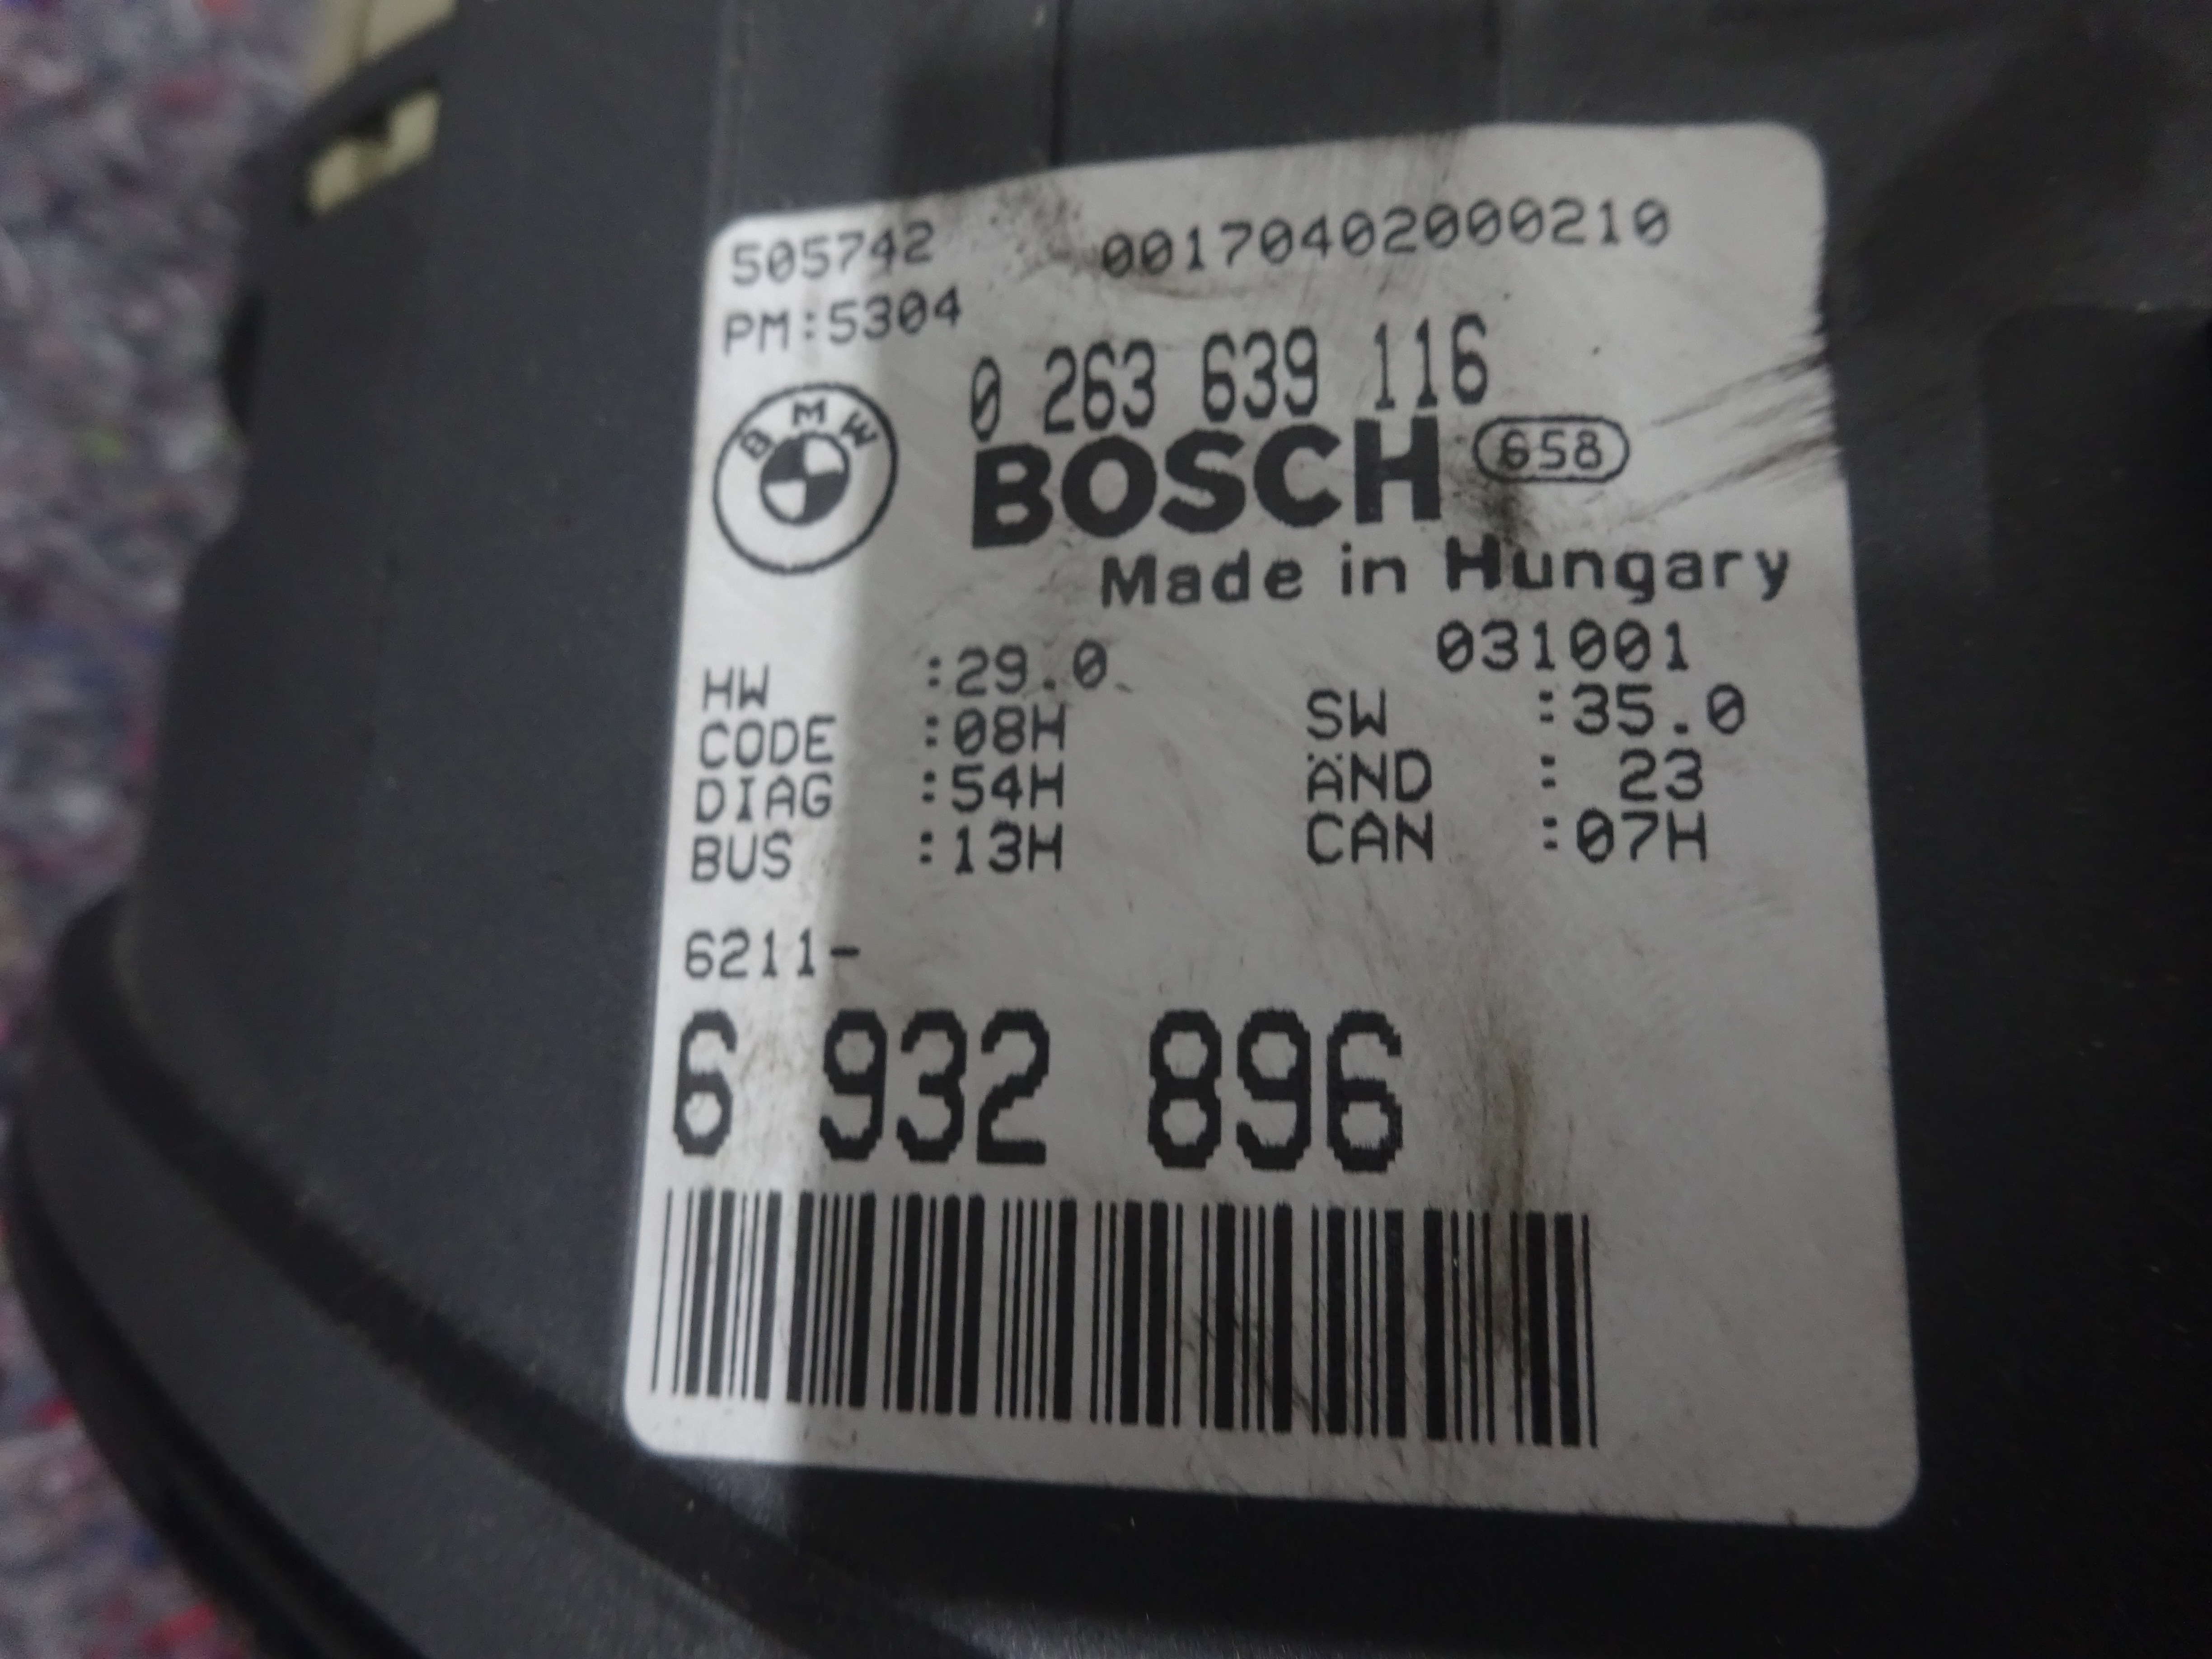 505742 00170402000210
PM:5304
0 263 639 116
BMW
BOSCH 658
Made in Hungary
031001
HW :29.0 SW :35.0
CODE :08H ÄND : 23
DIAG :54H CAN :07H
BUS :13H
6211-
6 932 896